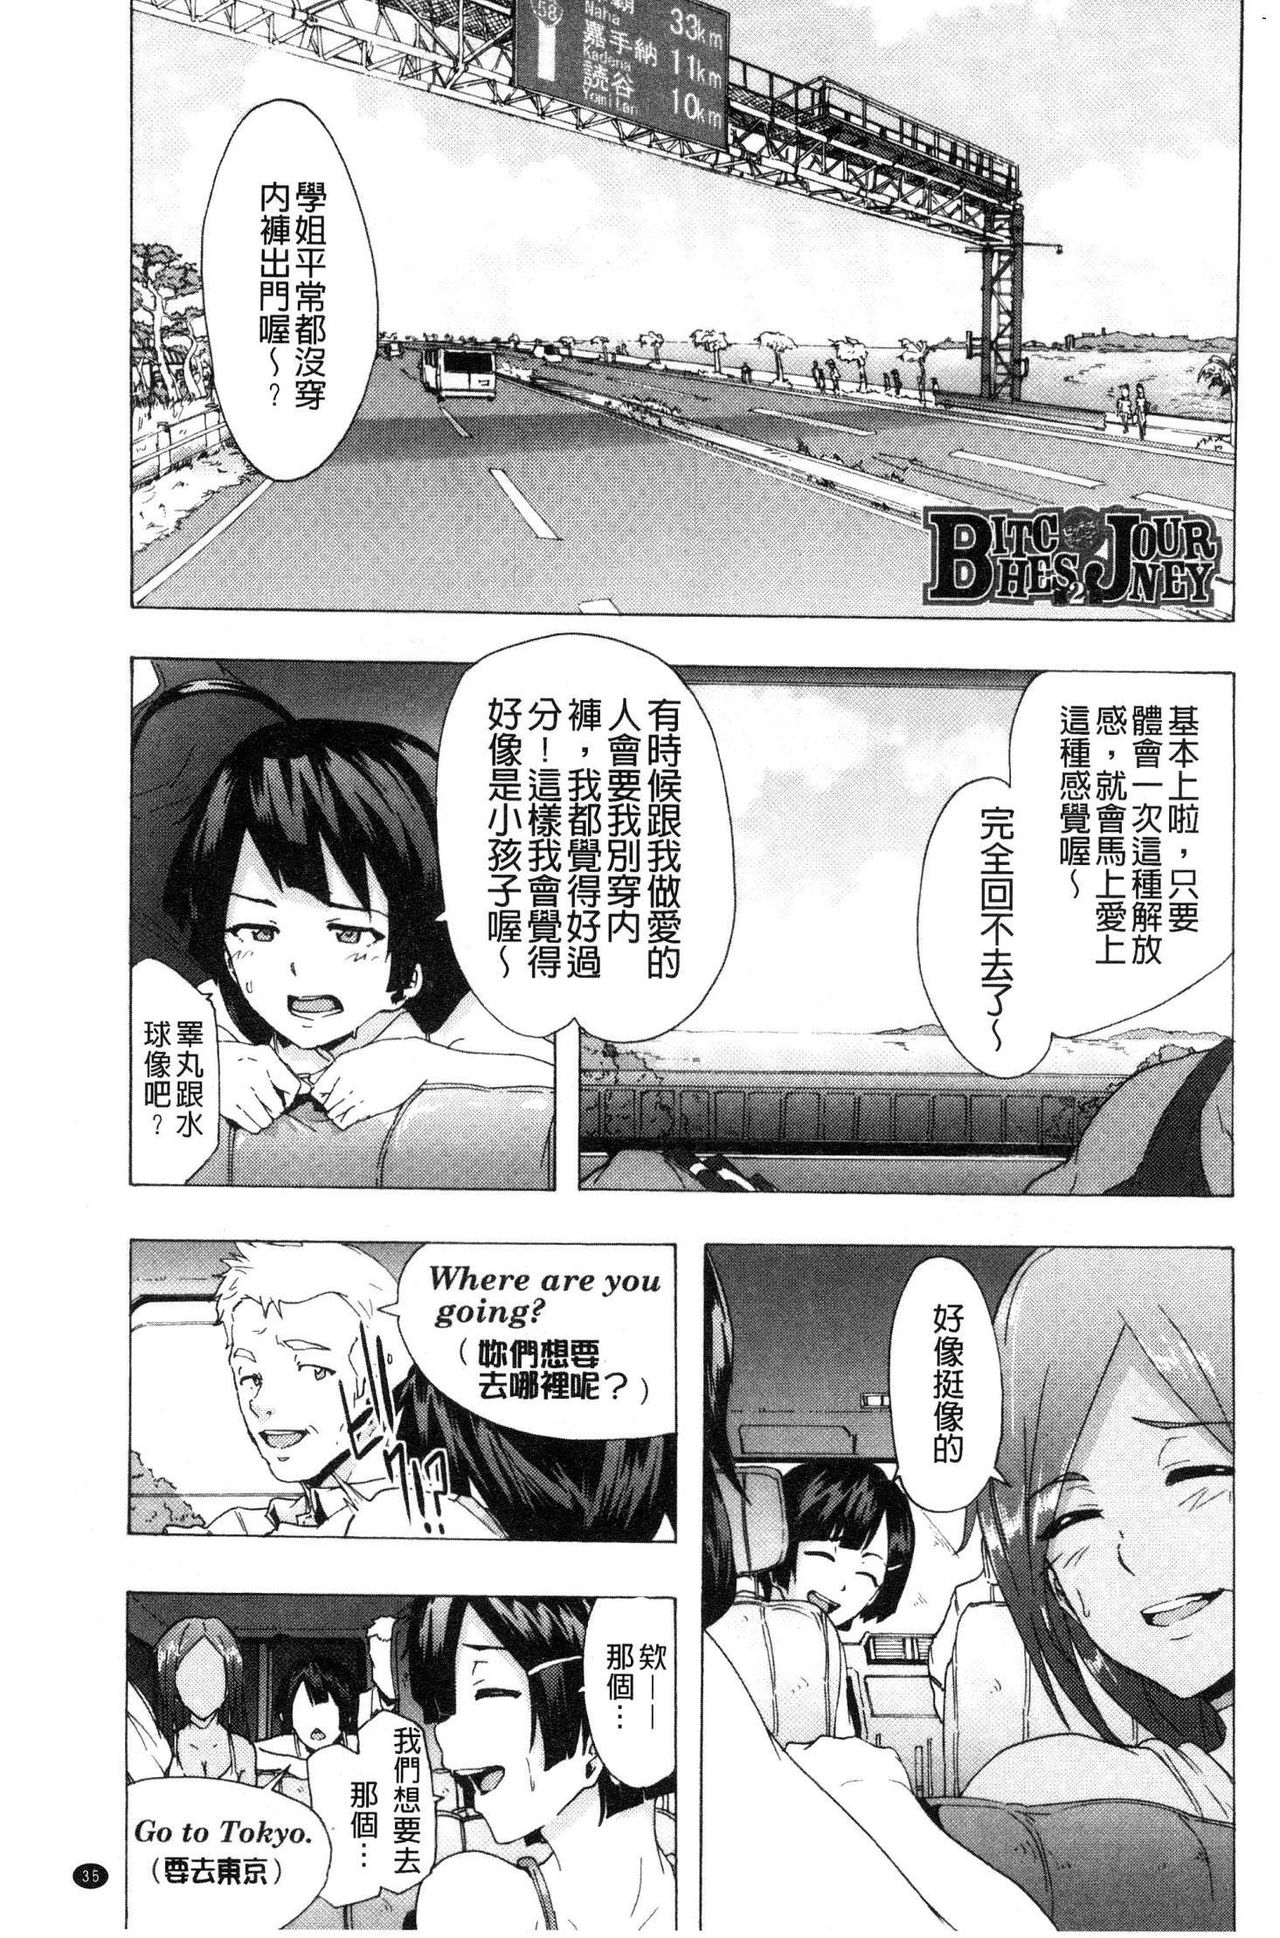 覇
Naha
33km
58
嘉手納
Kadena
11km
読谷
Yomitan
10km
學姐平常都沒穿
內褲出門喔～？
BITCHES JOURNEY
2
基本上啦，只要
體會一次這種解放
感，就會馬上愛上
這種感覺喔～
完全回不去了～
有時候跟我做愛的
人會要我別穿內
褲，我都覺得好過
分！這樣我會覺得
好像是小孩子喔～
睪丸跟水
球像吧？
好像挺像的
Where are you
going?
（妳們想要
去哪裡呢？）
欸——
那個…
我們想要去
那個…
Go to Tokyo.
（要去東京）
35